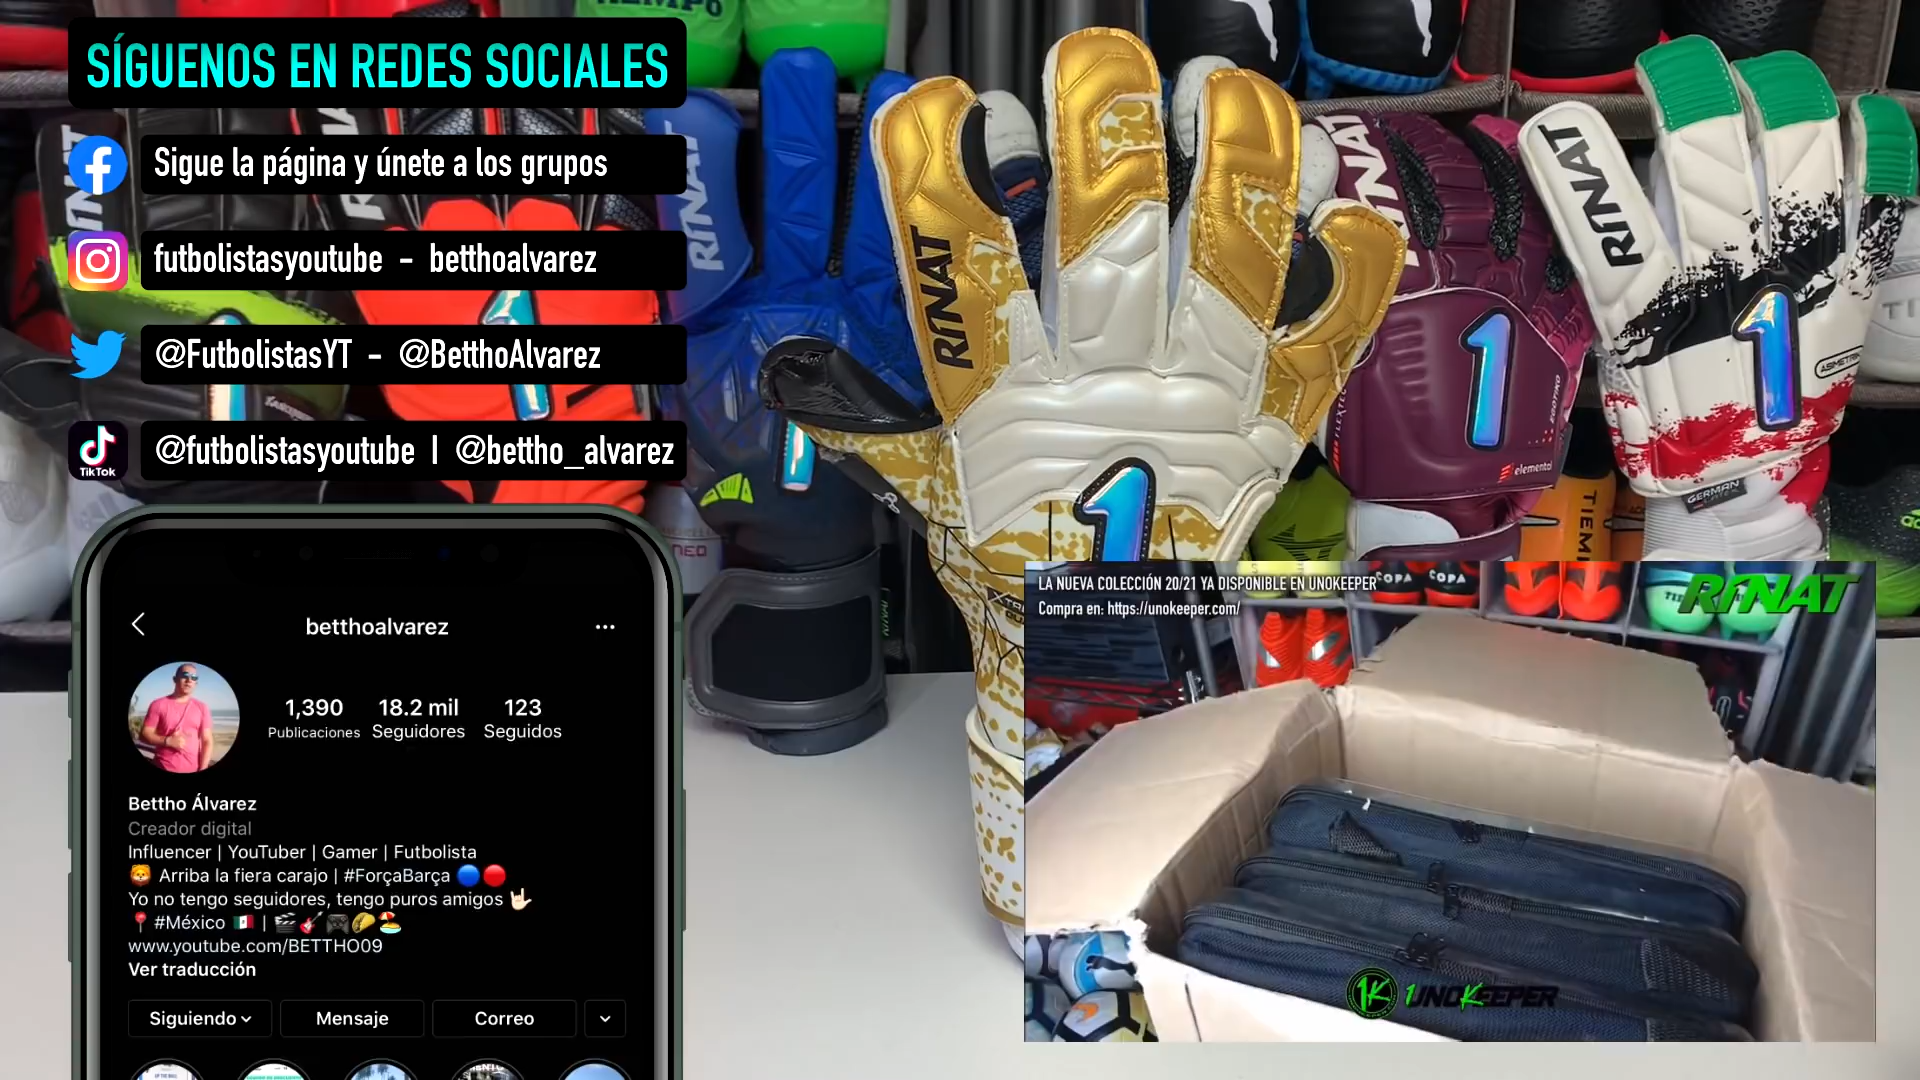 SÍGUENOS EN REDES SOCIALES
Sigue la página y únete a los grupos
futbolistasyoutube - betthoalvarez
@FutbolistasYT - @BetthoAlvarez
TikTok
@futbolistasyoutube | @bettho_alvarez
betthoalvarez
1,390 18.2 mil 123
Publicaciones Seguidores Seguidos
Bettho Álvarez
Creador digital
Influencer | YouTuber | Gamer | Futbolista
🦁 Arriba la fiera carajo | #ForçaBarça 🔵🔴
Yo no tengo seguidores, tengo puros amigos 🤟🏻
📍 #México 🇲🇽 | 🎬🎸🎮🌮🏖️
www.youtube.com/BETTHO09
Ver traducción
Siguiendo Mensaje Correo
RINAT
RINAT
RINAT
RINAT
1
1
1
elemental
ASIMETRIK
GERMAN
TIEMPO
LA NUEVA COLECCIÓN 20/21 YA DISPONIBLE EN UNOKEEPER
Compra en: https://unokeeper.com/
RINAT
COPA COPA
1K 1UNOKEEPER